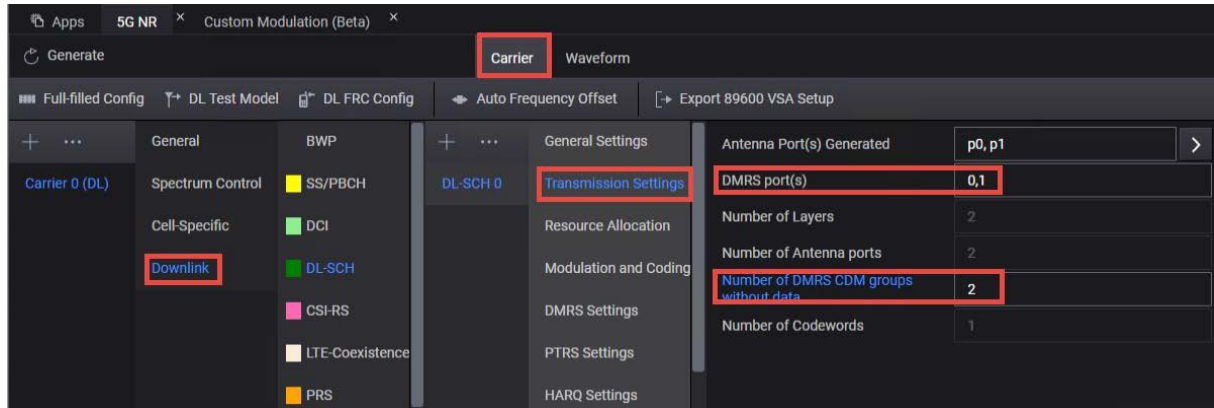 Apps 5G NR × Custom Modulation (Beta) ×
Generate Carrier Waveform
Full-filled Config DL Test Model DL FRC Config Auto Frequency Offset Export 89600 VSA Setup
+ ...
Carrier 0 (DL)
General
Spectrum Control
Cell-Specific
Downlink
BWP
SS/PBCH
DCI
DL-SCH
CSI-RS
LTE-Coexistence
PRS
+ ...
DL-SCH 0
General Settings
Transmission Settings
Resource Allocation
Modulation and Coding
DMRS Settings
PTRS Settings
HARQ Settings
Antenna Port(s) Generated p0, p1 >
DMRS port(s) 0,1
Number of Layers 2
Number of Antenna ports 2
Number of DMRS CDM groups
without data 2
Number of Codewords 1